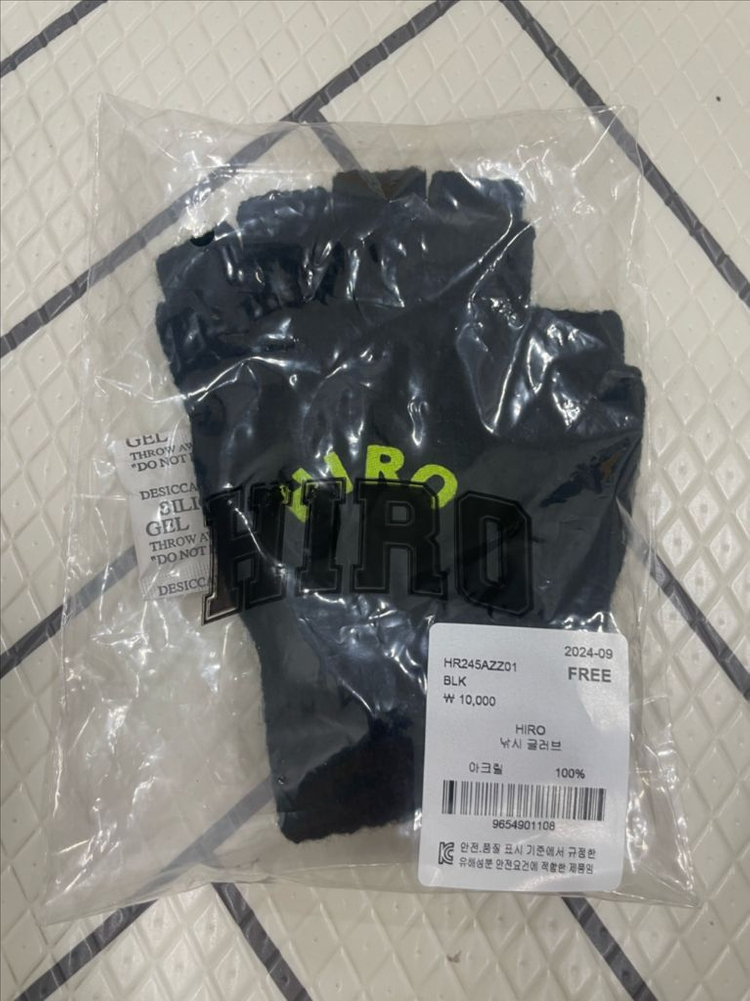 HIRO
HIRO
GEL
THROW AW
"DO NOT
DESICCA
SILI
GEL
THROW A
"DO NOT
DESICCA
2024-09
HR245AZZ01
FREE
BLK
₩ 10,000
HIRO
낚시 글러브
아크릴 100%
9654901108
안전.품질 표시 기준에서 규정한
유해성분 안전요건에 적합한 제품임